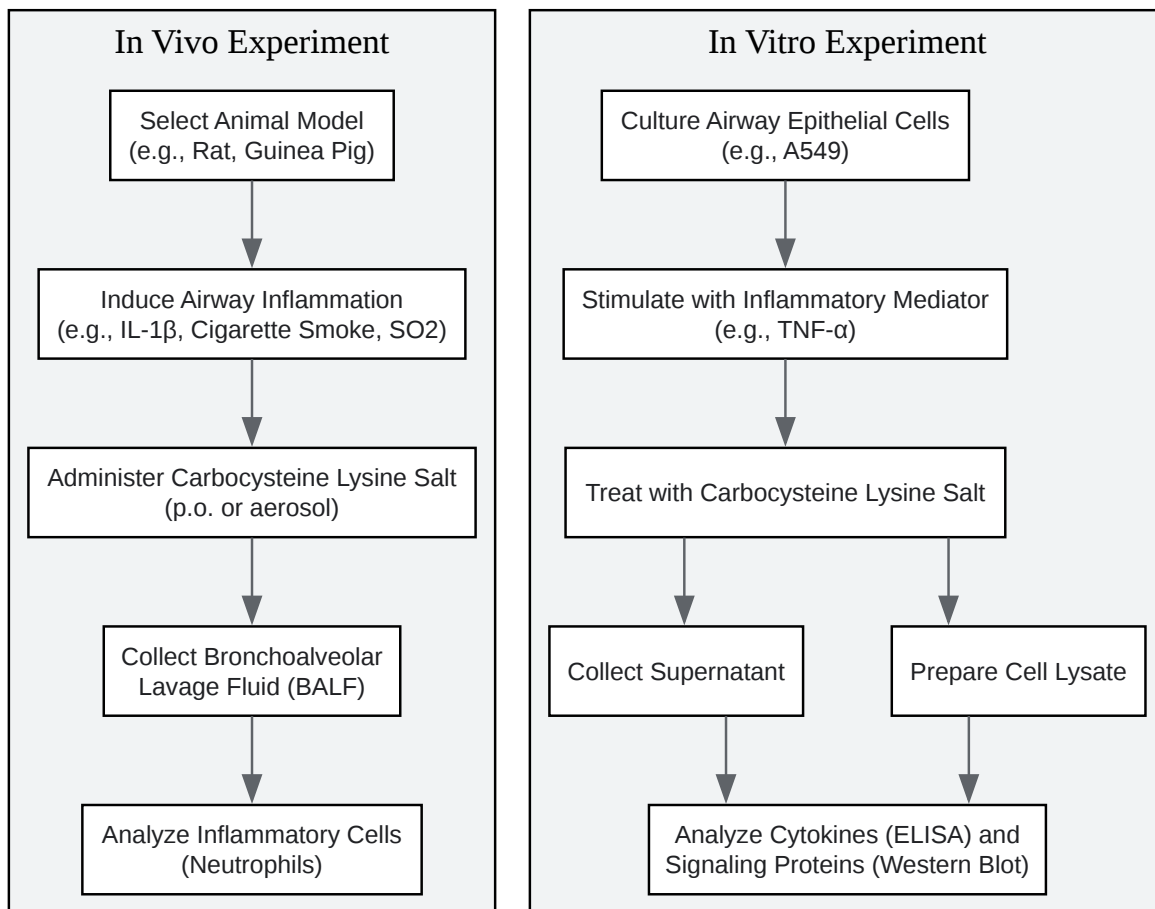 In Vivo Experiment
Select Animal Model
(e.g., Rat, Guinea Pig)
Induce Airway Inflammation
(e.g., IL-1β, Cigarette Smoke, SO2)
Administer Carbocysteine Lysine Salt
(p.o. or aerosol)
Collect Bronchoalveolar
Lavage Fluid (BALF)
Analyze Inflammatory Cells
(Neutrophils)
In Vitro Experiment
Culture Airway Epithelial Cells
(e.g., A549)
Stimulate with Inflammatory Mediator
(e.g., TNF-α)
Treat with Carbocysteine Lysine Salt
Collect Supernatant
Prepare Cell Lysate
Analyze Cytokines (ELISA) and
Signaling Proteins (Western Blot)